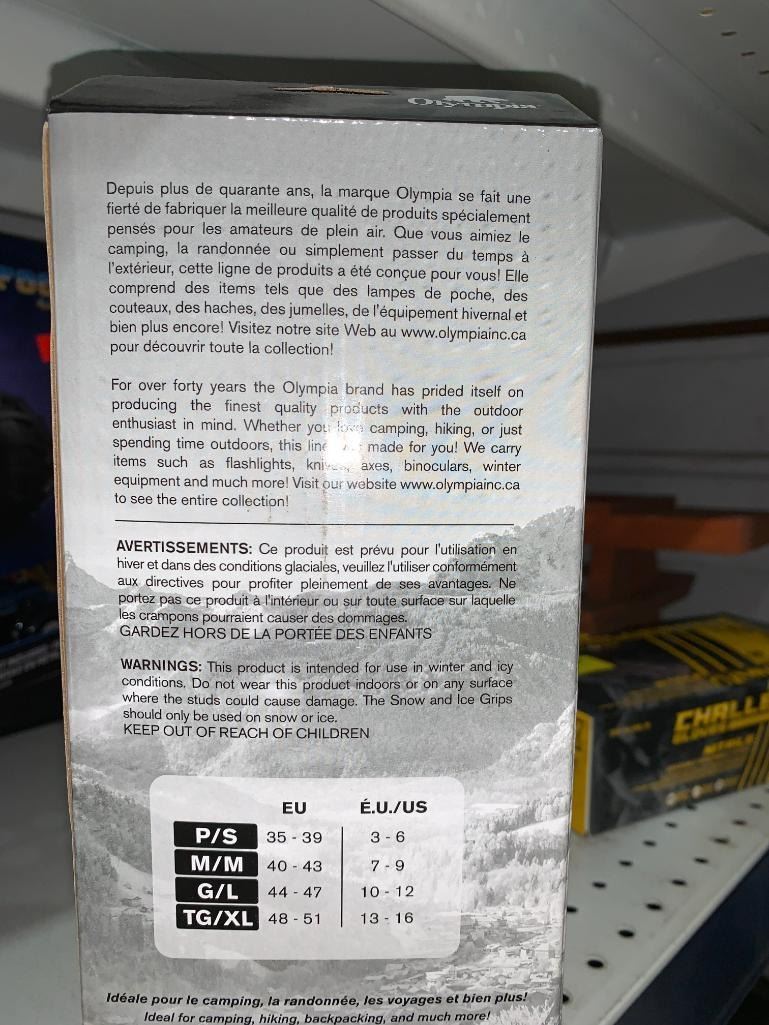 Olympia
Depuis plus de quarante ans, la marque Olympia se fait une
fierté de fabriquer la meilleure qualité de produits spécialement
pensés pour les amateurs de plein air. Que vous aimiez le
camping, la randonnée ou simplement passer du temps à
l'extérieur, cette ligne de produits a été conçue pour vous! Elle
comprend des items tels que des lampes de poche, des
couteaux, des haches, des jumelles, de l'équipement hivernal et
bien plus encore! Visitez notre site Web au www.olympiainc.ca
pour découvrir toute la collection!
For over forty years the Olympia brand has prided itself on
producing the finest quality products with the outdoor
enthusiast in mind. Whether you love camping, hiking, or just
spending time outdoors, this line made for you! We carry
items such as flashlights, knives, axes, binoculars, winter
equipment and much more! Visit our website www.olympiainc.ca
to see the entire collection!
AVERTISSEMENTS: Ce produit est prévu pour l'utilisation en
hiver et dans des conditions glaciales, veuillez l'utiliser conformément
aux directives pour profiter pleinement de ses avantages. Ne
portez pas ce produit à l'intérieur ou sur toute surface sur laquelle
les crampons pourraient causer des dommages.
GARDEZ HORS DE LA PORTÉE DES ENFANTS
WARNINGS: This product is intended for use in winter and icy
conditions. Do not wear this product indoors or on any surface
where the studs could cause damage. The Snow and Ice Grips
should only be used on snow or ice.
KEEP OUT OF REACH OF CHILDREN
EU É.U./US
P/S 35 - 39 3 - 6
M/M 40 - 43 7 - 9
G/L 44 - 47 10 - 12
TG/XL 48 - 51 13 - 16
Idéale pour le camping, la randonnée, les voyages et bien plus!
Ideal for camping, hiking, backpacking, and much more!
NITRILE